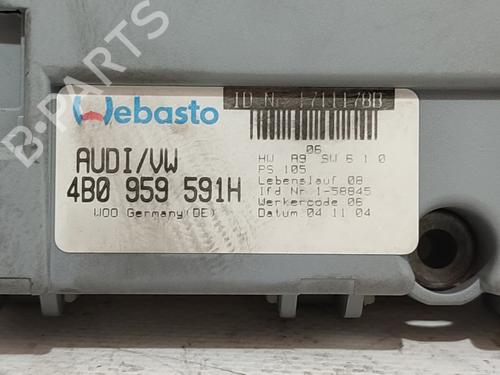 B-PARTS
Webasto
ID Nr 1711178B
06
AUDI/VW
4B0 959 591H
WOO Germany(DE)
HW A9 SW 6 1 0
PS 105
Lebenslauf 08
lfd Nr 1-58845
Werkercode 06
Datum 04 11 04